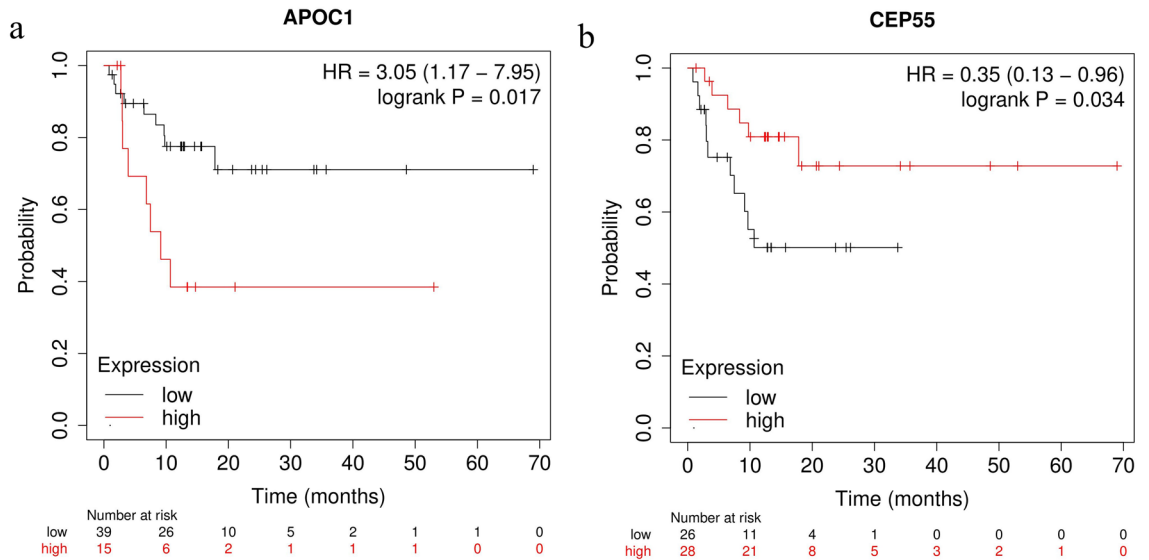 a
APOC1
HR = 3.05 (1.17 − 7.95)
logrank P = 0.017
Probability
1.0
0.8
0.6
0.4
0.2
0.0
Expression
low
high
0 10 20 30 40 50 60 70
Time (months)
Number at risk
low 39 26 10 5 2 1 1 0
high 15 6 2 1 1 1 0 0
b
CEP55
HR = 0.35 (0.13 − 0.96)
logrank P = 0.034
Probability
1.0
0.8
0.6
0.4
0.2
0.0
Expression
low
high
0 10 20 30 40 50 60 70
Time (months)
Number at risk
low 26 11 4 1 0 0 0 0
high 28 21 8 5 3 2 1 0